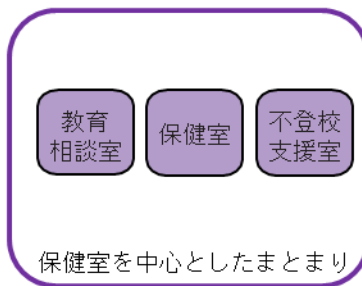 教育
相談室
保健室
不登校
支援室
保健室を中心としたまとまり